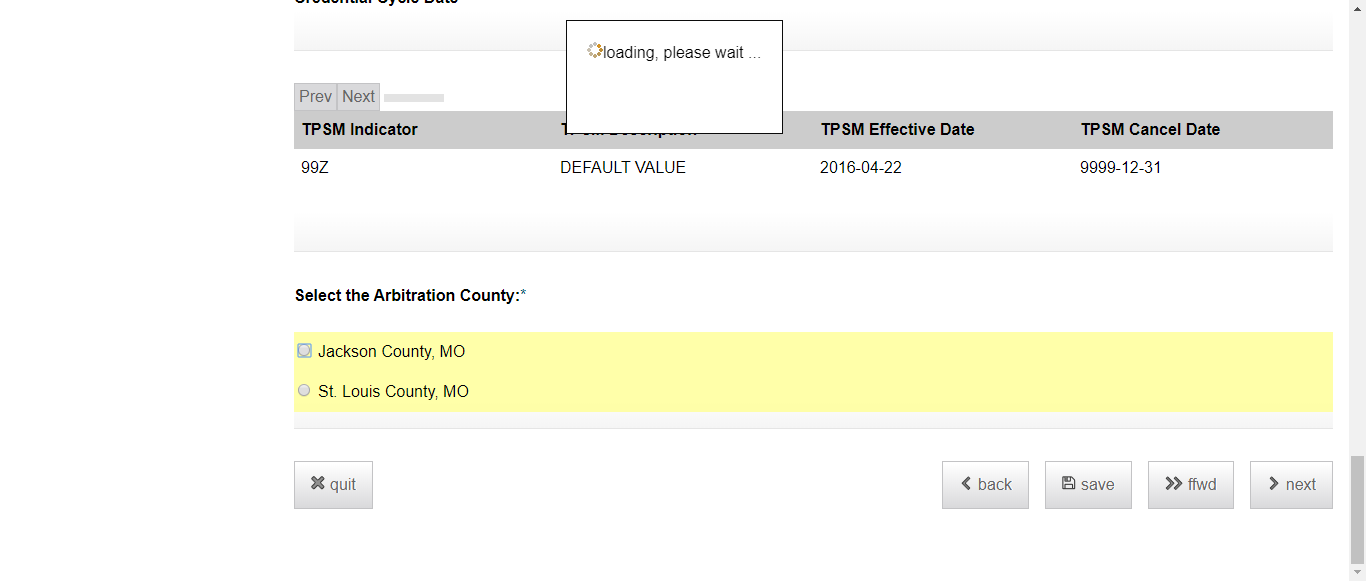 Credential Cycle Date
loading, please wait ...
Prev Next
TPSM Indicator TPSM Description TPSM Effective Date TPSM Cancel Date
99Z DEFAULT VALUE 2016-04-22 9999-12-31
Select the Arbitration County:*
Jackson County, MO
St. Louis County, MO
quit back save ffwd next